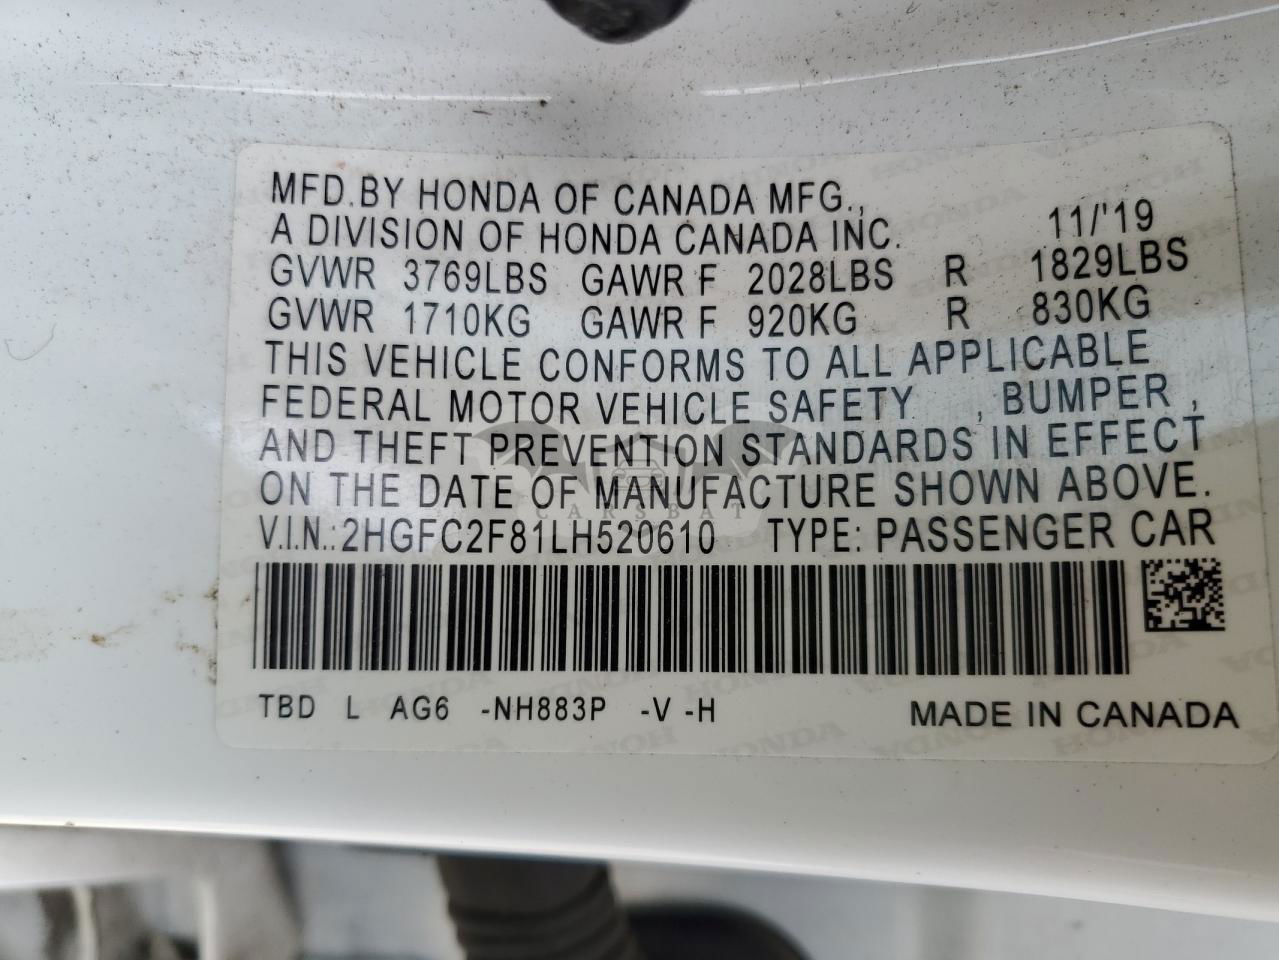 MFD.BY HONDA OF CANADA MFG.,
A DIVISION OF HONDA CANADA INC. 11/'19
GVWR 3769LBS GAWR F 2028LBS R 1829LBS
GVWR 1710KG GAWR F 920KG R 830KG
THIS VEHICLE CONFORMS TO ALL APPLICABLE
FEDERAL MOTOR VEHICLE SAFETY , BUMPER ,
AND THEFT PREVENTION STANDARDS IN EFFECT
ON THE DATE OF MANUFACTURE SHOWN ABOVE.
CARSBAT
V.I.N.:2HGFC2F81LH520610 TYPE: PASSENGER CAR
TBD L AG6 -NH883P -V -H MADE IN CANADA